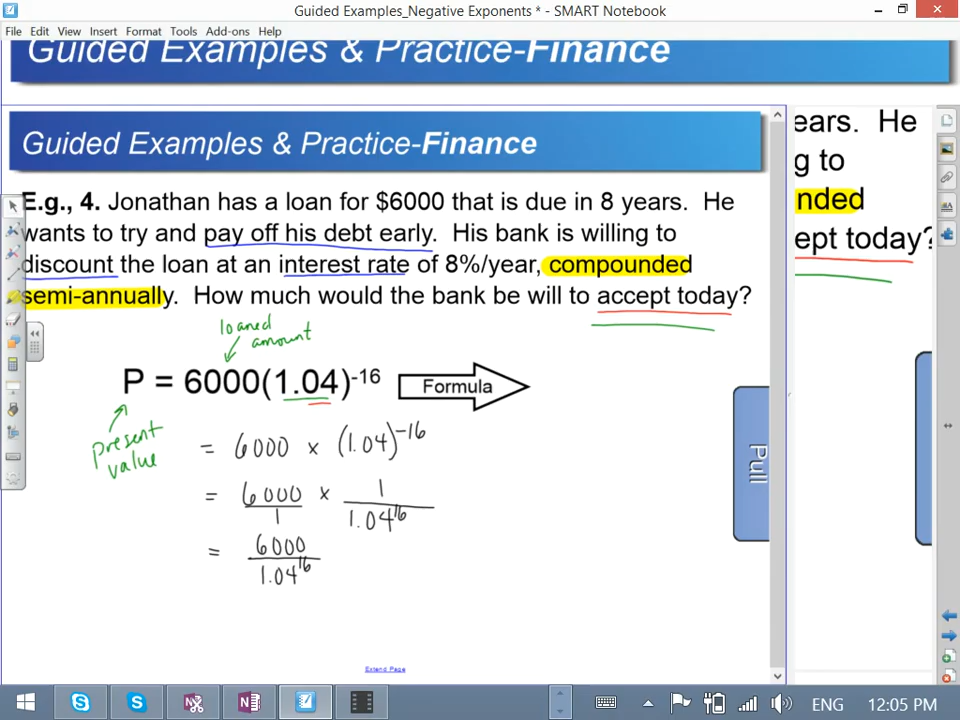 Guided Examples_Negative Exponents * - SMART Notebook
File Edit View Insert Format Tools Add-ons Help
Guided Examples & Practice-Finance
Guided Examples & Practice-Finance
E.g., 4. Jonathan has a loan for $6000 that is due in 8 years. He
wants to try and pay off his debt early. His bank is willing to
discount the loan at an interest rate of 8%/year, compounded
semi-annually. How much would the bank be will to accept today?
ears. He
g to
nded
ept today?
loaned
amount
P = 6000(1.04)⁻¹⁶
Formula
present
value
= 6000 × (1.04)⁻¹⁶
= 6000/1 × 1/1.04¹⁶
= 6000/1.04¹⁶
Pull
Extend Page
ENG 12:05 PM